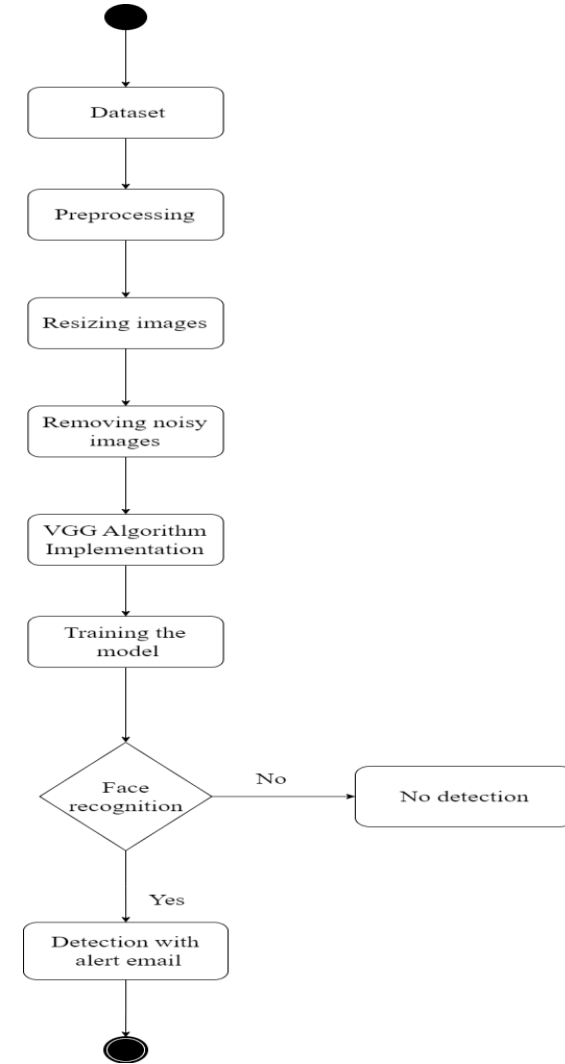 Dataset
Preprocessing
Resizing images
Removing noisy
images
VGG Algorithm
Implementation
Training the
model
Face
recognition
No
No detection
Yes
Detection with
alert email